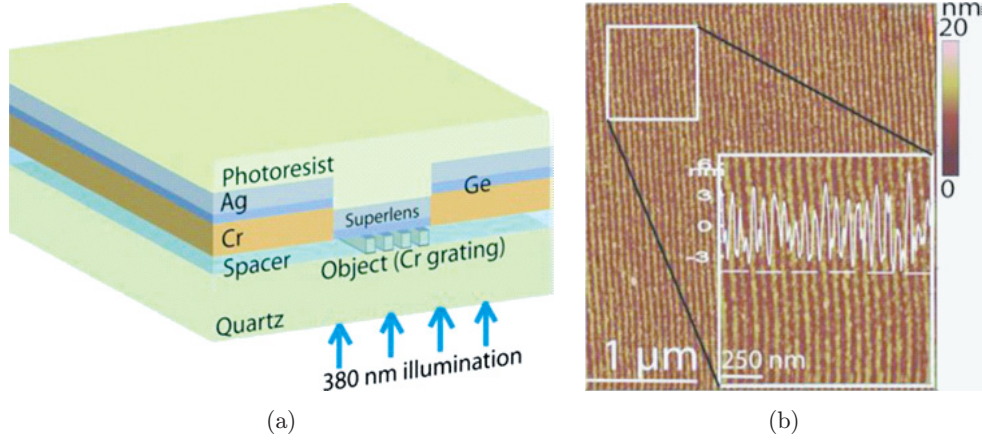 Photoresist
Ag
Ge
Superlens
Cr
Spacer
Object (Cr grating)
Quartz
380 nm illumination
(a)
nm
20
0
6
nm
3
0
-3
1 μm
250 nm
(b)